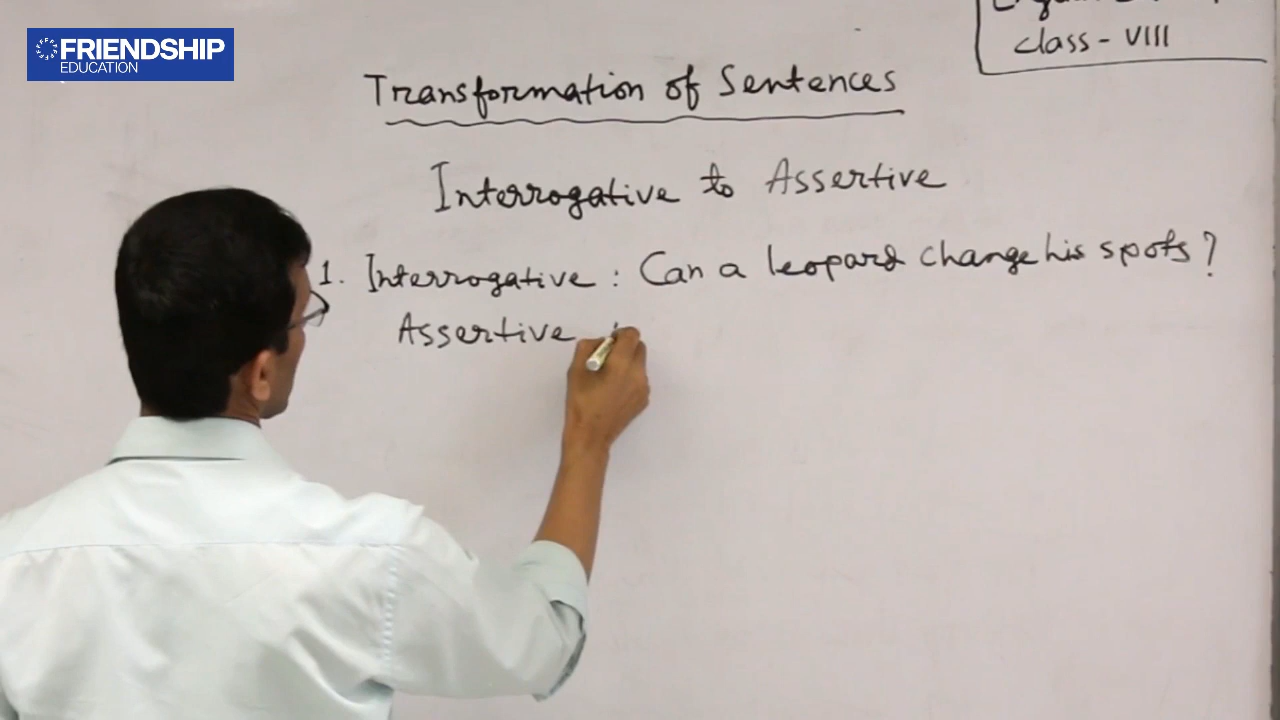 FRIENDSHIP
EDUCATION
class - VIII
Transformation of Sentences
Interrogative to Assertive
1. Interrogative : Can a leopard change his spots ?
Assertive :